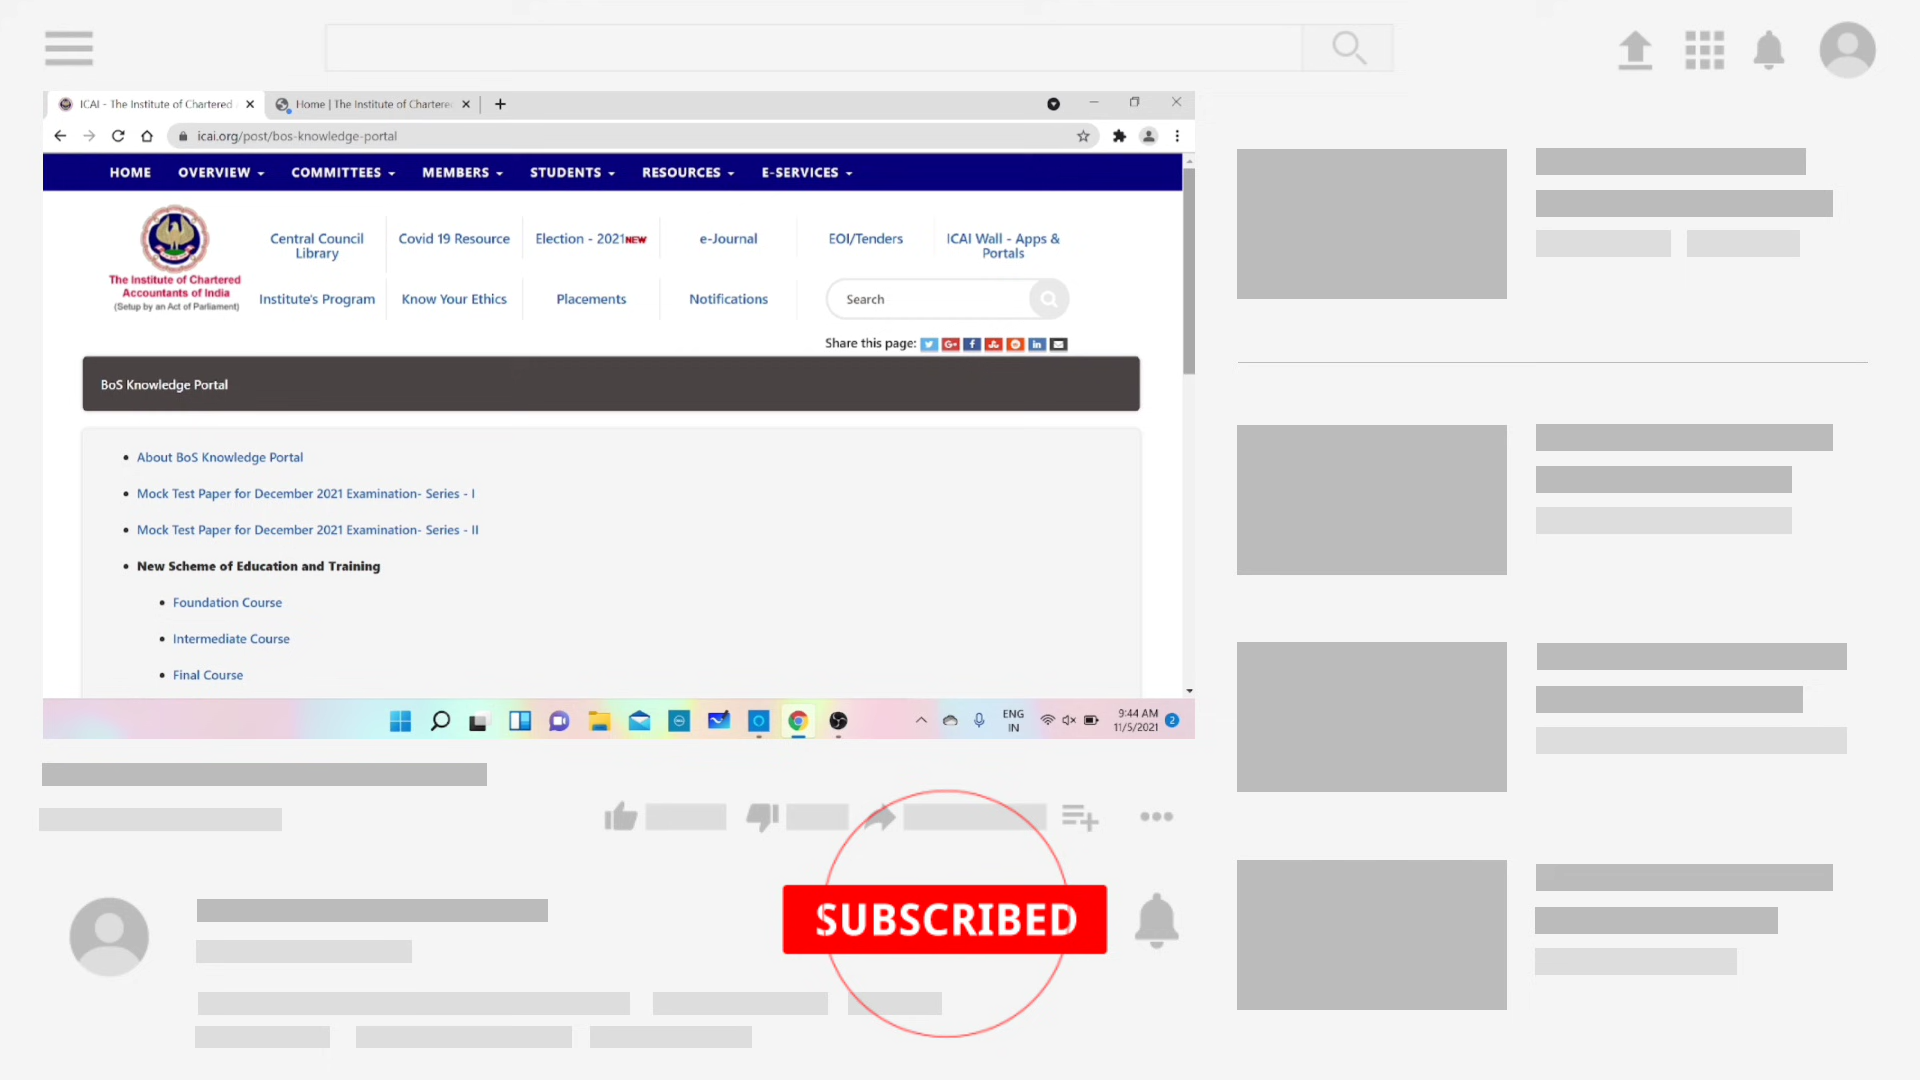 ICAI - The Institute of Chartered
Home | The Institute of Chartere
icai.org/post/bos-knowledge-portal
HOME OVERVIEW COMMITTEES MEMBERS STUDENTS RESOURCES E-SERVICES
The Institute of Chartered
Accountants of India
(Setup by an Act of Parliament)
Central Council
Library
Covid 19 Resource
Election - 2021NEW
e-Journal
EOI/Tenders
ICAI Wall - Apps &
Portals
Institute's Program
Know Your Ethics
Placements
Notifications
Search
Share this page:
BoS Knowledge Portal
About BoS Knowledge Portal
Mock Test Paper for December 2021 Examination- Series - I
Mock Test Paper for December 2021 Examination- Series - II
New Scheme of Education and Training
Foundation Course
Intermediate Course
Final Course
ENG
IN
9:44 AM
11/5/2021
2
SUBSCRIBED